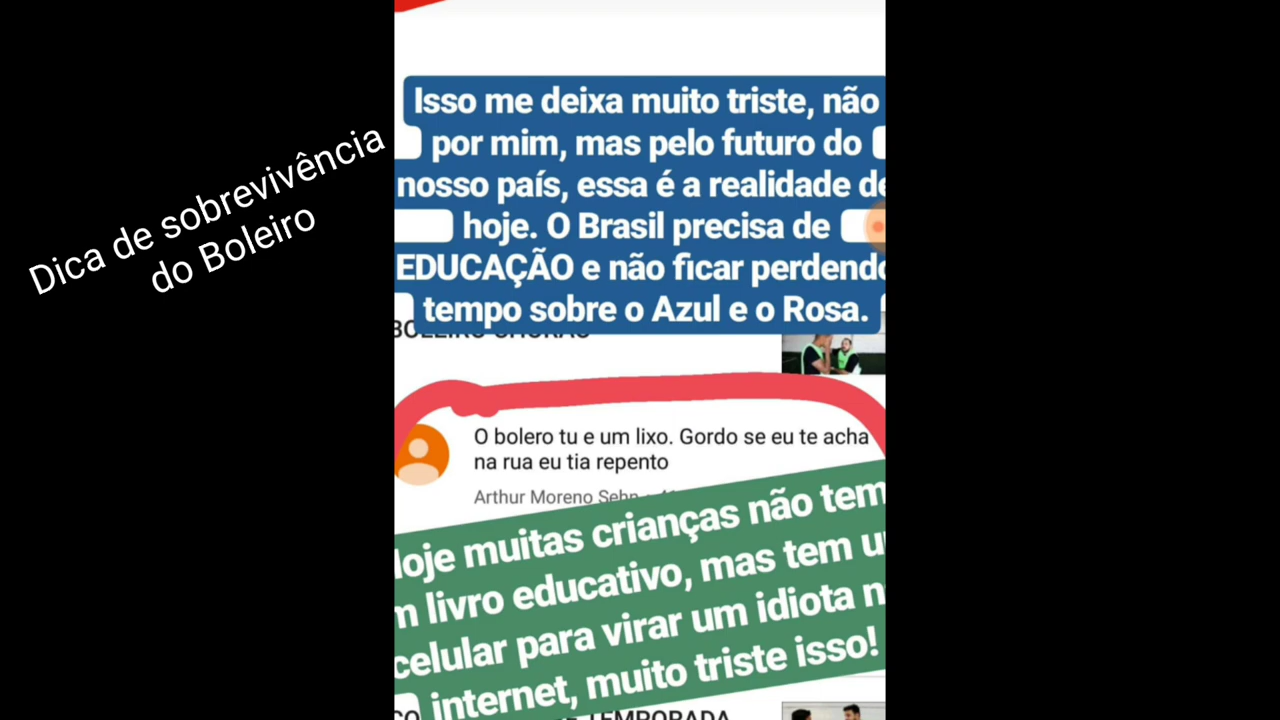 Dica de sobrevivência
do Boleiro
Isso me deixa muito triste, não
por mim, mas pelo futuro do
nosso país, essa é a realidade de
hoje. O Brasil precisa de
EDUCAÇÃO e não ficar perdendo
tempo sobre o Azul e o Rosa.
O bolero tu e um lixo. Gordo se eu te acha
na rua eu tia repento
Arthur Moreno Sehn
Hoje muitas crianças não tem
m livro educativo, mas tem u
celular para virar um idiota n
internet, muito triste isso!
TEMPORADA